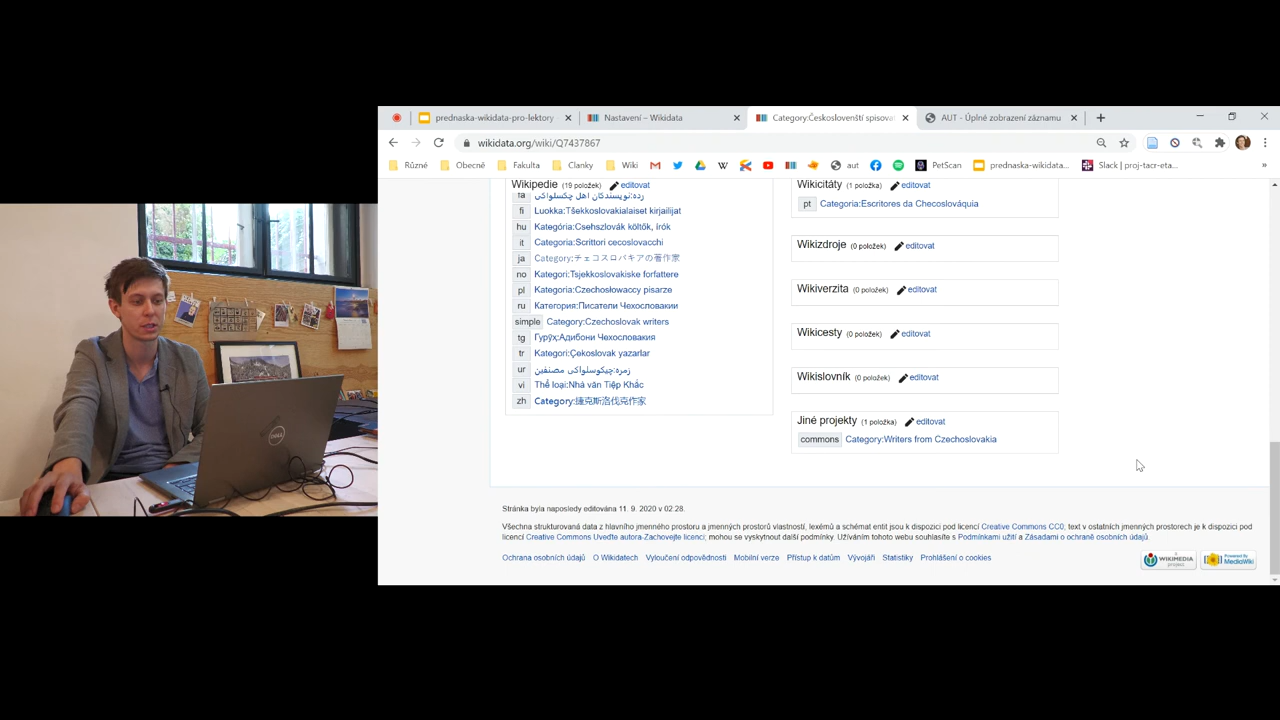 prednaska-wikidata-pro-lektory
Nastavení – Wikidata
Category:Českoslovenští spisova
AUT - Úplné zobrazení záznamu
wikidata.org/wiki/Q7437867
Různé
Obecně
Fakulta
Clanky
Wiki
aut
PetScan
prednaska-wikidata...
Slack | proj-tacr-eta...
»
Wikipedie (19 položek) editovat
fa رده:نویسندگان اهل چکسلواکی
fi Luokka:Tšekkoslovakialaiset kirjailijat
hu Kategória:Csehszlovák költők, írók
it Categoria:Scrittori cecoslovacchi
ja Category:チェコスロバキアの著作家
no Kategori:Tsjekkoslovakiske forfattere
pl Kategoria:Czechosłowaccy pisarze
ru Категория:Писатели Чехословакии
simple Category:Czechoslovak writers
tg Гурӯҳ:Адибони Чехословакия
tr Kategori:Çekoslovak yazarlar
ur زمرہ:چیکوسلواکی مصنفین
vi Thể loại:Nhà văn Tiệp Khắc
zh Category:捷克斯洛伐克作家
Wikicitáty (1 položka) editovat
pt Categoria:Escritores da Checoslováquia
Wikizdroje (0 položek) editovat
Wikiverzita (0 položek) editovat
Wikicesty (0 položek) editovat
Wikislovník (0 položek) editovat
Jiné projekty (1 položka) editovat
commons Category:Writers from Czechoslovakia
Stránka byla naposledy editována 11. 9. 2020 v 02.28.
Všechna strukturovaná data z hlavního jmenného prostoru a jmenných prostorů vlastností, lexémů a schémat entit jsou k dispozici pod licencí Creative Commons CC0; text v ostatních jmenných prostorech je k dispozici pod
licencí Creative Commons Uveďte autora-Zachovejte licenci; mohou se vyskytnout další podmínky. Užíváním tohoto webu souhlasíte s Podmínkami užití a Zásadami o ochraně osobních údajů.
Ochrana osobních údajů O Wikidatech Vyloučení odpovědnosti Mobilní verze Přístup k datům Vývojáři Statistiky Prohlášení o cookies
A WIKIMEDIA project
Powered By MediaWiki
DELL